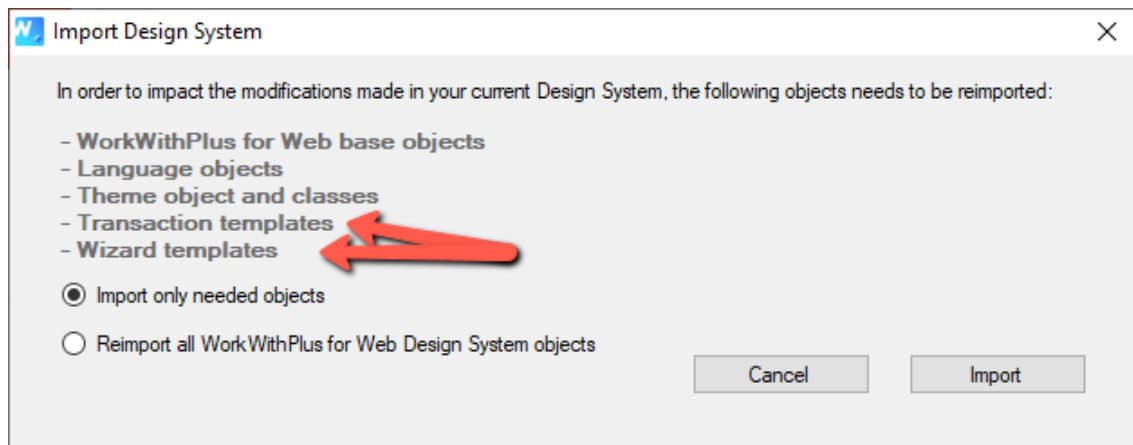 Import Design System
In order to impact the modifications made in your current Design System, the following objects needs to be reimported:
- WorkWithPlus for Web base objects
- Language objects
- Theme object and classes
- Transaction templates
- Wizard templates
Import only needed objects
Reimport all WorkWithPlus for Web Design System objects
Cancel Import